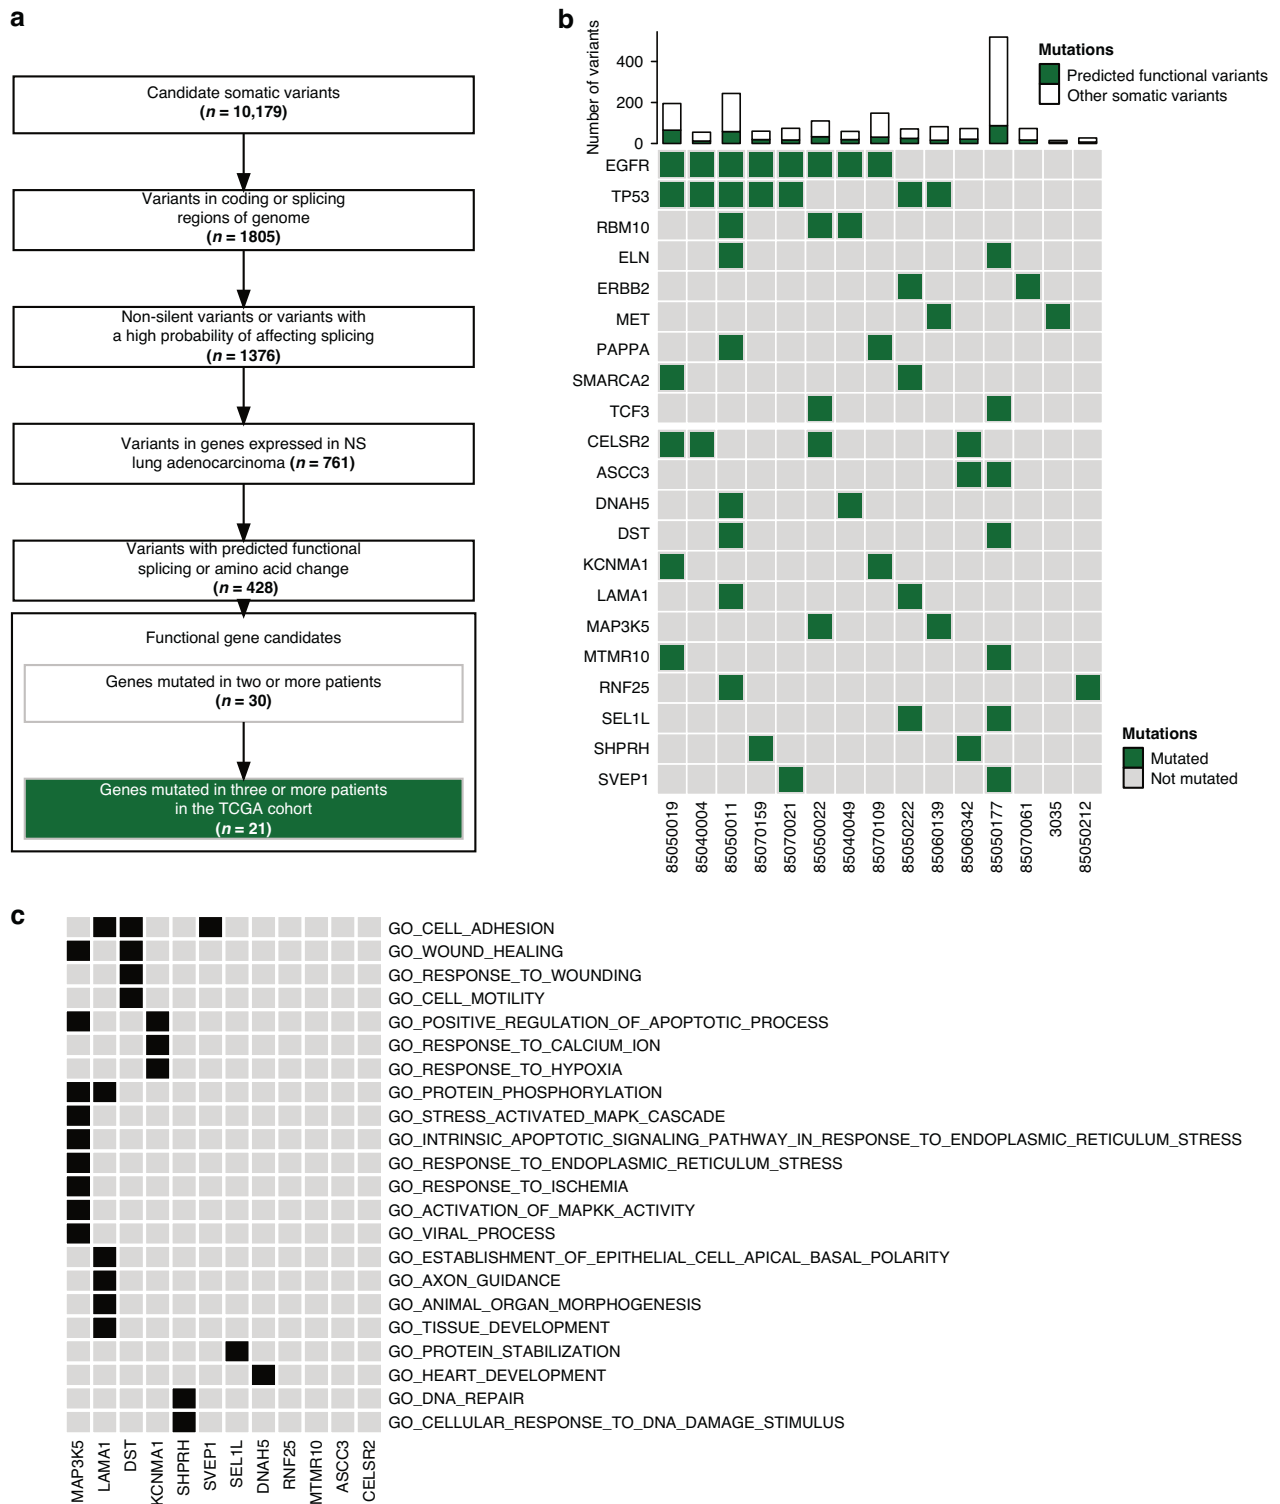 a
Candidate somatic variants
(n = 10,179)
Variants in coding or splicing
regions of genome
(n = 1805)
Non-silent variants or variants with
a high probability of affecting splicing
(n = 1376)
Variants in genes expressed in NS
lung adenocarcinoma (n = 761)
Variants with predicted functional
splicing or amino acid change
(n = 428)
Functional gene candidates
Genes mutated in two or more patients
(n = 30)
Genes mutated in three or more patients
in the TCGA cohort
(n = 21)
b
Number of variants
400
200
0
Mutations
Predicted functional variants
Other somatic variants
EGFR
TP53
RBM10
ELN
ERBB2
MET
PAPPA
SMARCA2
TCF3
CELSR2
ASCC3
DNAH5
DST
KCNMA1
LAMA1
MAP3K5
MTMR10
RNF25
SEL1L
SHPRH
SVEP1
Mutations
Mutated
Not mutated
85050019
85040004
85050011
85070159
85070021
85050022
85040049
85070109
85050222
85060139
85060342
85050177
85070061
3035
85050212
c
GO_CELL_ADHESION
GO_WOUND_HEALING
GO_RESPONSE_TO_WOUNDING
GO_CELL_MOTILITY
GO_POSITIVE_REGULATION_OF_APOPTOTIC_PROCESS
GO_RESPONSE_TO_CALCIUM_ION
GO_RESPONSE_TO_HYPOXIA
GO_PROTEIN_PHOSPHORYLATION
GO_STRESS_ACTIVATED_MAPK_CASCADE
GO_INTRINSIC_APOPTOTIC_SIGNALING_PATHWAY_IN_RESPONSE_TO_ENDOPLASMIC_RETICULUM_STRESS
GO_RESPONSE_TO_ENDOPLASMIC_RETICULUM_STRESS
GO_RESPONSE_TO_ISCHEMIA
GO_ACTIVATION_OF_MAPKK_ACTIVITY
GO_VIRAL_PROCESS
GO_ESTABLISHMENT_OF_EPITHELIAL_CELL_APICAL_BASAL_POLARITY
GO_AXON_GUIDANCE
GO_ANIMAL_ORGAN_MORPHOGENESIS
GO_TISSUE_DEVELOPMENT
GO_PROTEIN_STABILIZATION
GO_HEART_DEVELOPMENT
GO_DNA_REPAIR
GO_CELLULAR_RESPONSE_TO_DNA_DAMAGE_STIMULUS
MAP3K5
LAMA1
DST
KCNMA1
SHPRH
SVEP1
SEL1L
DNAH5
RNF25
MTMR10
ASCC3
CELSR2